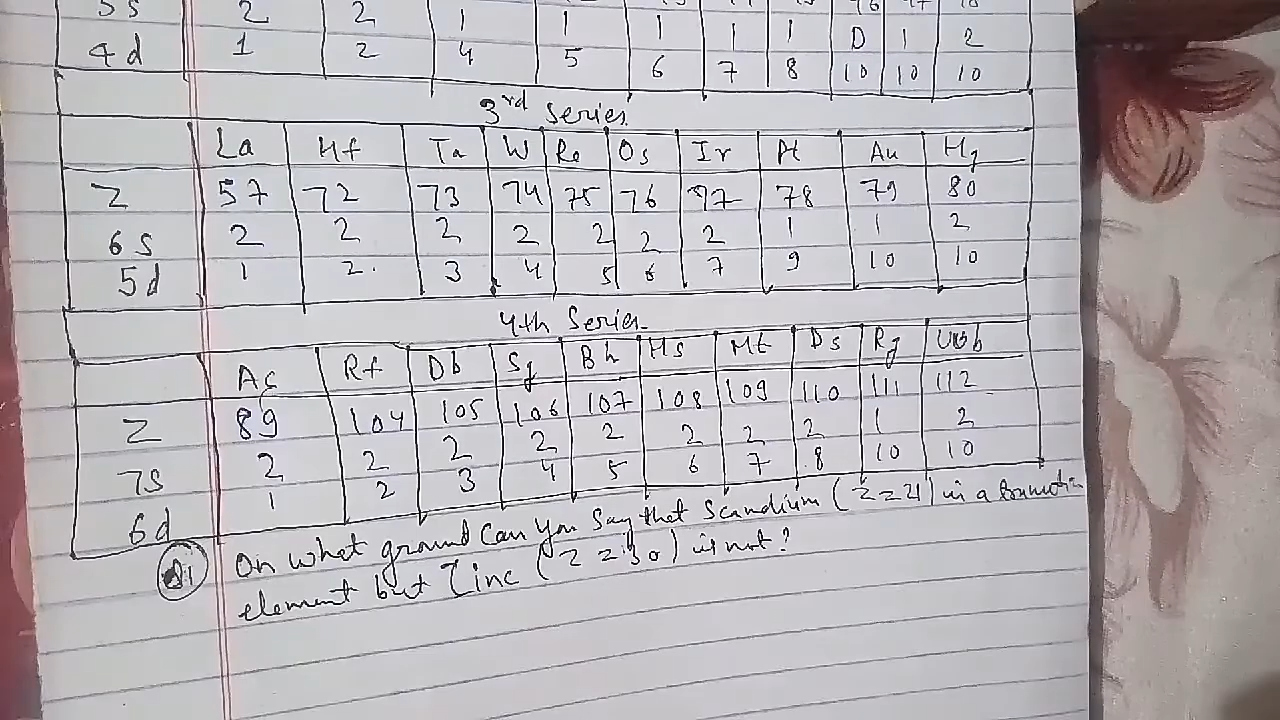 5s 2 2 1 1 1 1 1 0 1 2
4d 1 2 4 5 6 7 8 10 10 10
3rd Series.
La Hf Ta W Re Os Ir Pt Au Hg
Z 57 72 73 74 75 76 77 78 79 80
6s 2 2 2 2 2 2 2 1 1 2
5d 1 2. 3 4 5 6 7 9 10 10
4th Series.
Ac Rf Db Sg Bh Hs Mt Ds Rg Uub
Z 89 104 105 106 107 108 109 110 111 112
7s 2 2 2 2 2 2 2 2 1 2
6d 1 2 3 4 5 6 7 8 10 10
Q1 On what ground Can you Say that Scandium (Z=21) is a transition
element but Zinc (Z=30) is not?